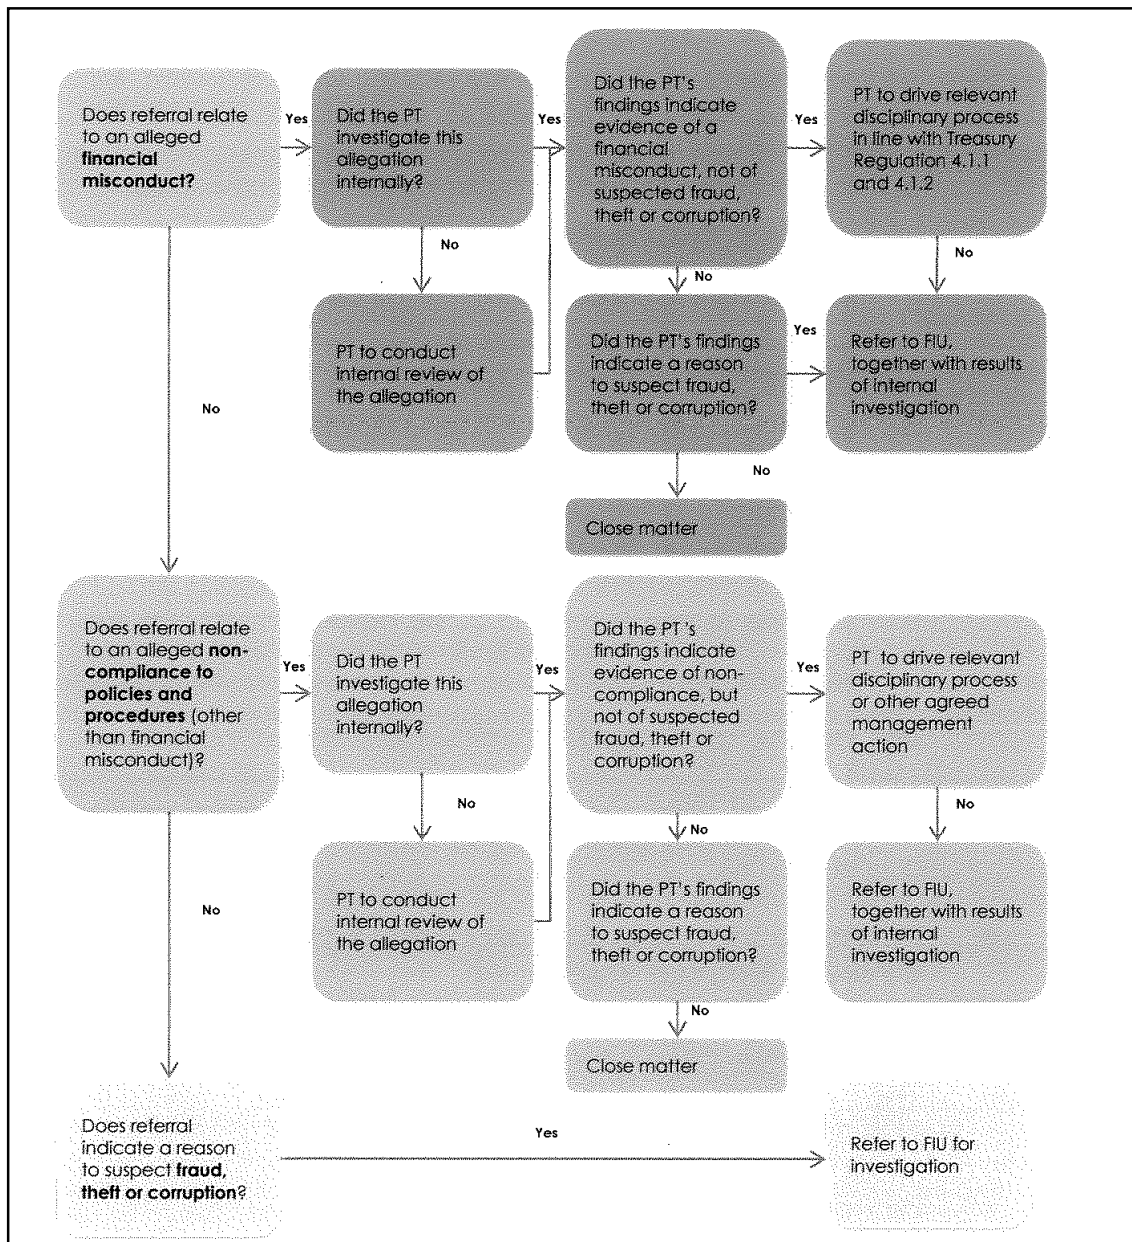 Does referral relate
to an alleged
financial
misconduct?
Yes
Did the PT
investigate this
allegation
internally?
Yes
Did the PT's
findings indicate
evidence of a
financial
misconduct, not of
suspected fraud,
theft or corruption?
Yes
PT to drive relevant
disciplinary process
in line with Treasury
Regulation 4.1.1
and 4.1.2
No
No
No
PT to conduct
internal review of
the allegation
Did the PT's findings
indicate a reason
to suspect fraud,
theft or corruption?
Yes
Refer to FIU,
together with results
of internal
investigation
No
No
Close matter
Does referral relate
to an alleged non-
compliance to
policies and
procedures (other
than financial
misconduct)?
Yes
Did the PT
investigate this
allegation
internally?
Yes
Did the PT 's
findings indicate
evidence of non-
compliance, but
not of suspected
fraud, theft or
corruption?
Yes
PT to drive relevant
disciplinary process
or other agreed
management
action
No
No
No
PT to conduct
internal review of
the allegation
Did the PT's findings
indicate a reason
to suspect fraud,
theft or corruption?
Refer to FIU,
together with results
of internal
investigation
No
No
Close matter
Does referral
indicate a reason
to suspect fraud,
theft or corruption?
Yes
Refer to FIU for
investigation